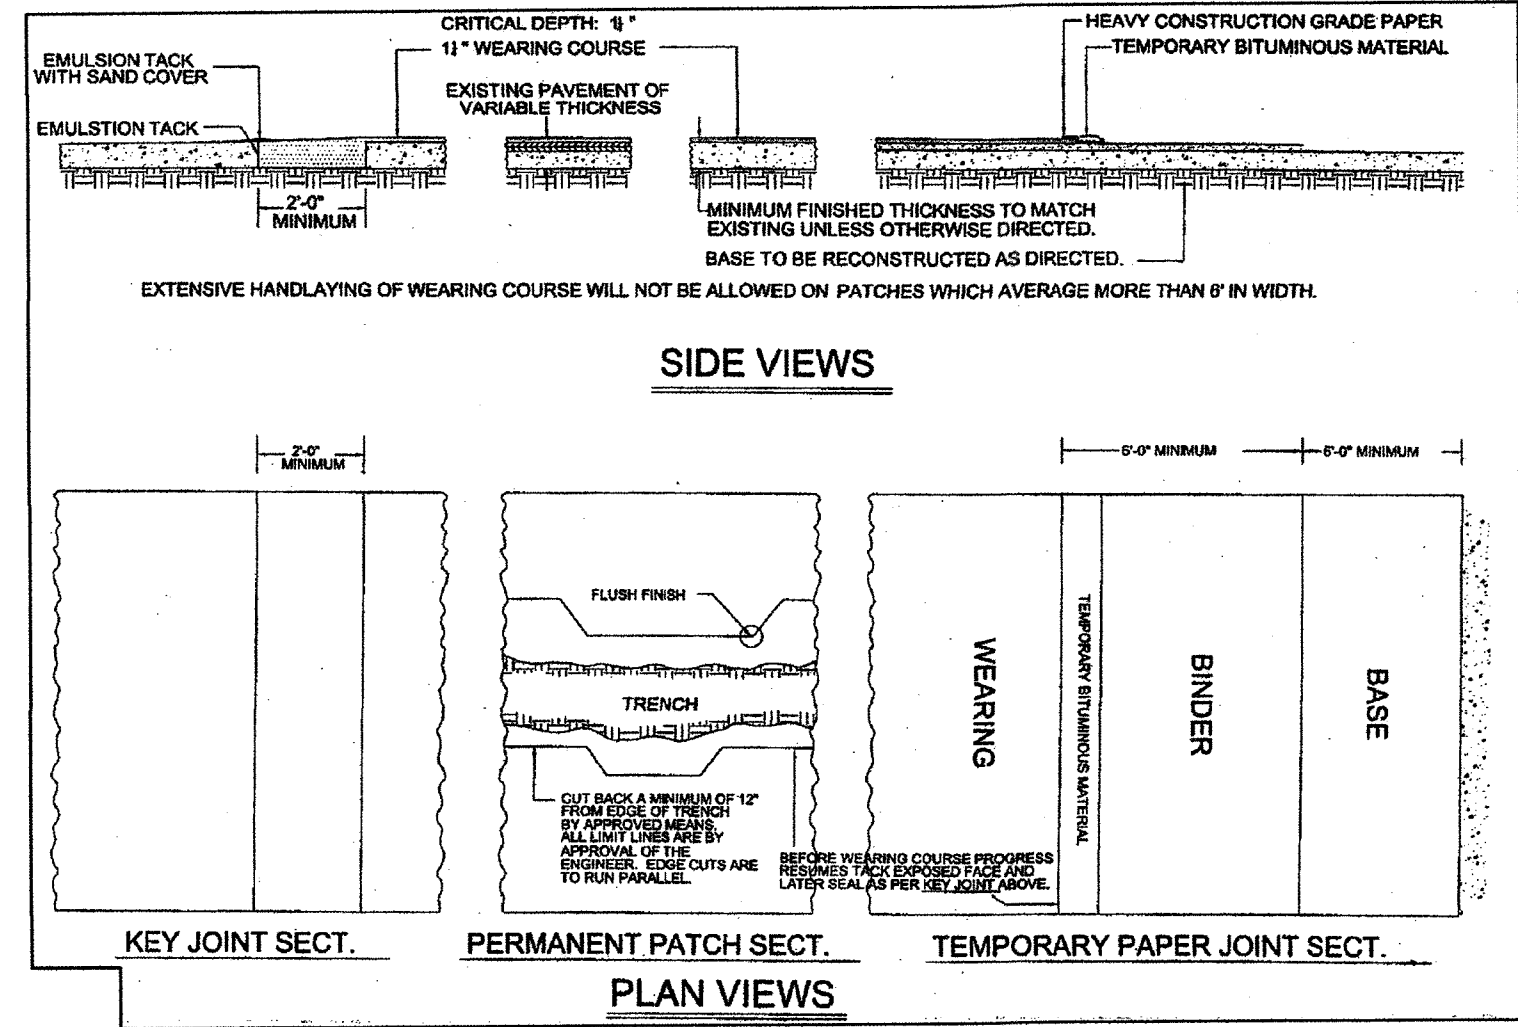 CRITICAL DEPTH:
WEARING COURSE
EMULSION TACK
WITH SAND COVER
EMULSTION TACK
EXISTING PAVEMENT OF
VARIABLE THICKNESS
HEAVY CONSTRUCTION GRADE PAPER
TEMPORARY BITUMINOUS MATERIAL
2'-0"
MINIMUM
MINIMUM FINISHED THICKNESS TO MATCH
EXISTING UNLESS OTHERWISE DIRECTED.
BASE TO BE RECONSTRUCTED AS DIRECTED.
EXTENSIVE HANDLAYING OF WEARING COURSE WILL NOT BE ALLOWED ON PATCHES WHICH AVERAGE MORE THAN 6' IN WIDTH.
SIDE VIEWS
2'-0"
MINIMUM
6'-0" MINIMUM
6'-0" MINIMUM
FLUSH FINISH
TRENCH
CUT BACK A MINIMUM OF 12"
FROM EDGE OF TRENCH
BY APPROVED MEANS.
ALL LIMIT LINES ARE BY
APPROVAL OF THE
ENGINEER. EDGE CUTS ARE
TO RUN PARALLEL.
BEFORE WEARING COURSE PROGRESS
RESUMES TACK EXPOSED FACE AND
LATER SEAL AS PER KEY JOINT ABOVE.
WEARING
TEMPORARY BITUMINOUS MATERIAL
BINDER
BASE
KEY JOINT SECT.
PERMANENT PATCH SECT.
TEMPORARY PAPER JOINT SECT.
PLAN VIEWS